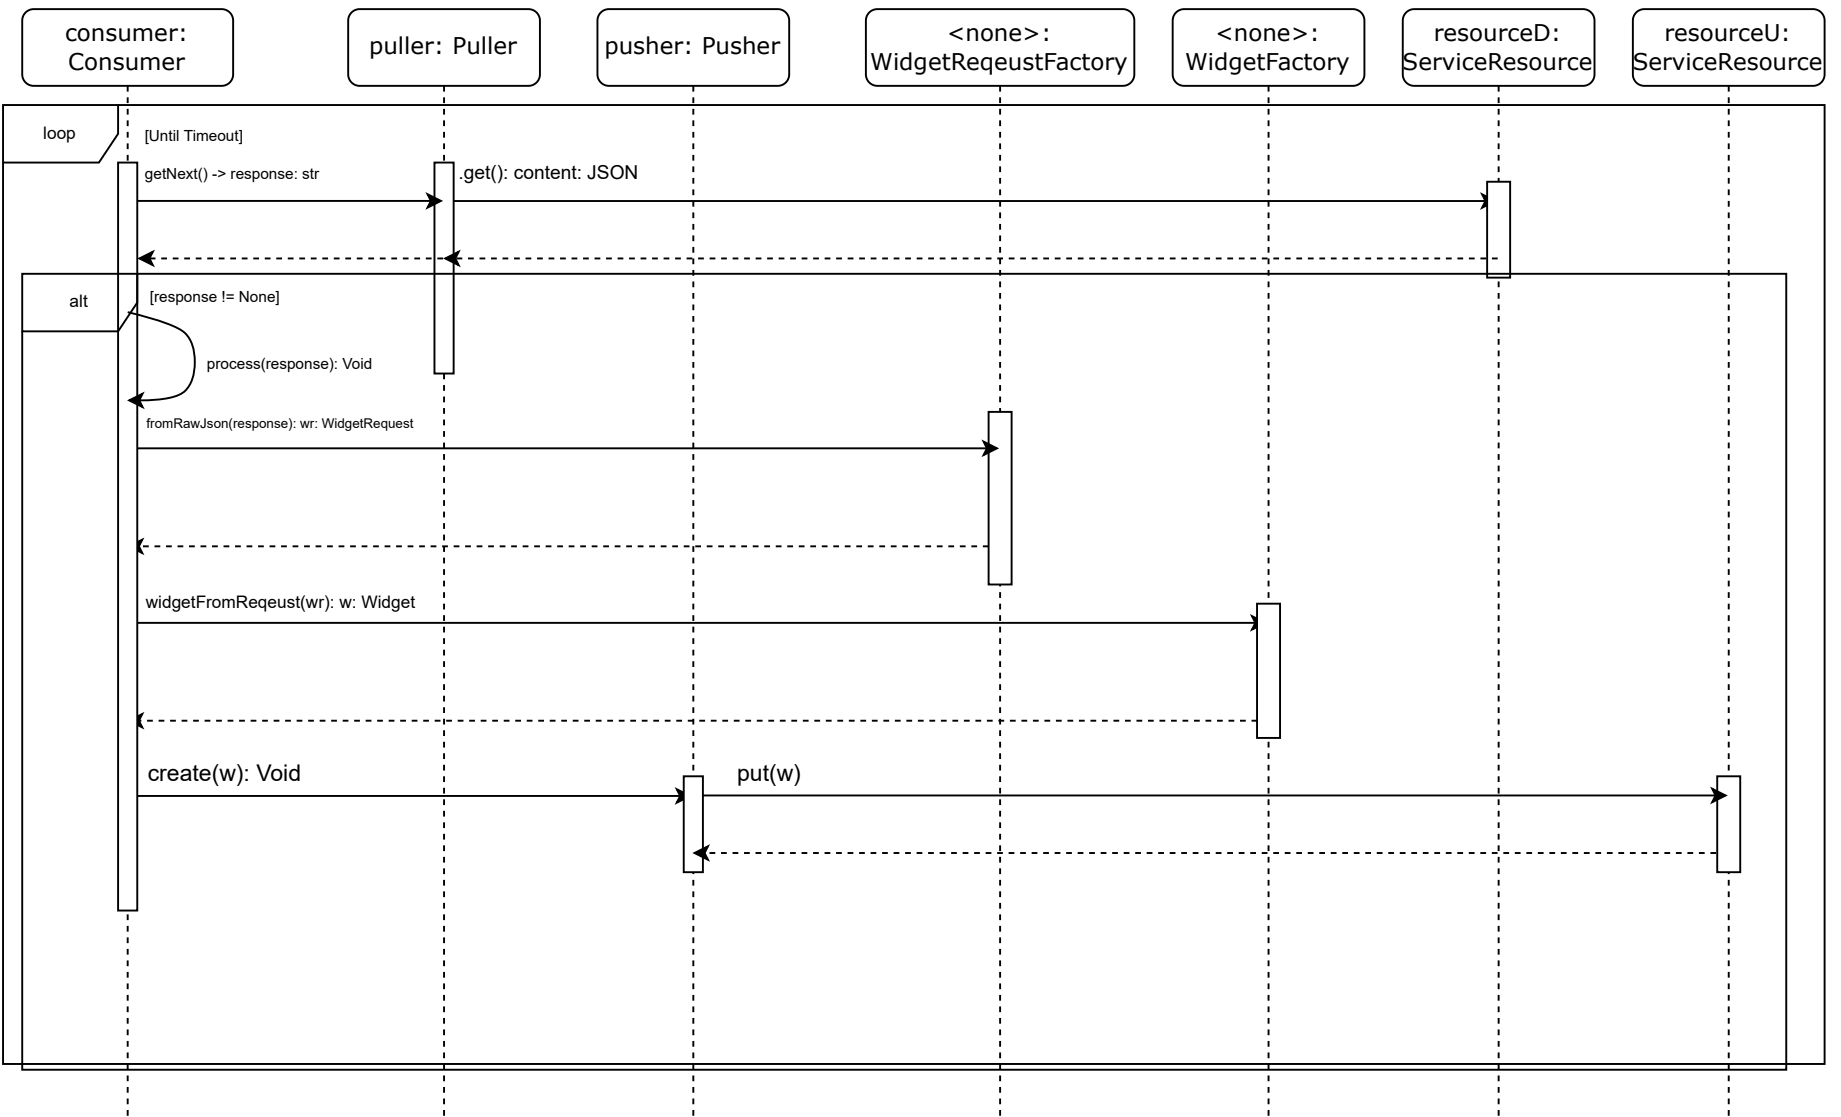 consumer:
Consumer
puller: Puller
pusher: Pusher
<none>:
WidgetReqeustFactory
<none>:
WidgetFactory
resourceD:
ServiceResource
resourceU:
ServiceResource
loop
[Until Timeout]
getNext() -> response: str
.get(): content: JSON
alt
[response != None]
process(response): Void
fromRawJson(response): wr: WidgetRequest
widgetFromReqeust(wr): w: Widget
create(w): Void
put(w)